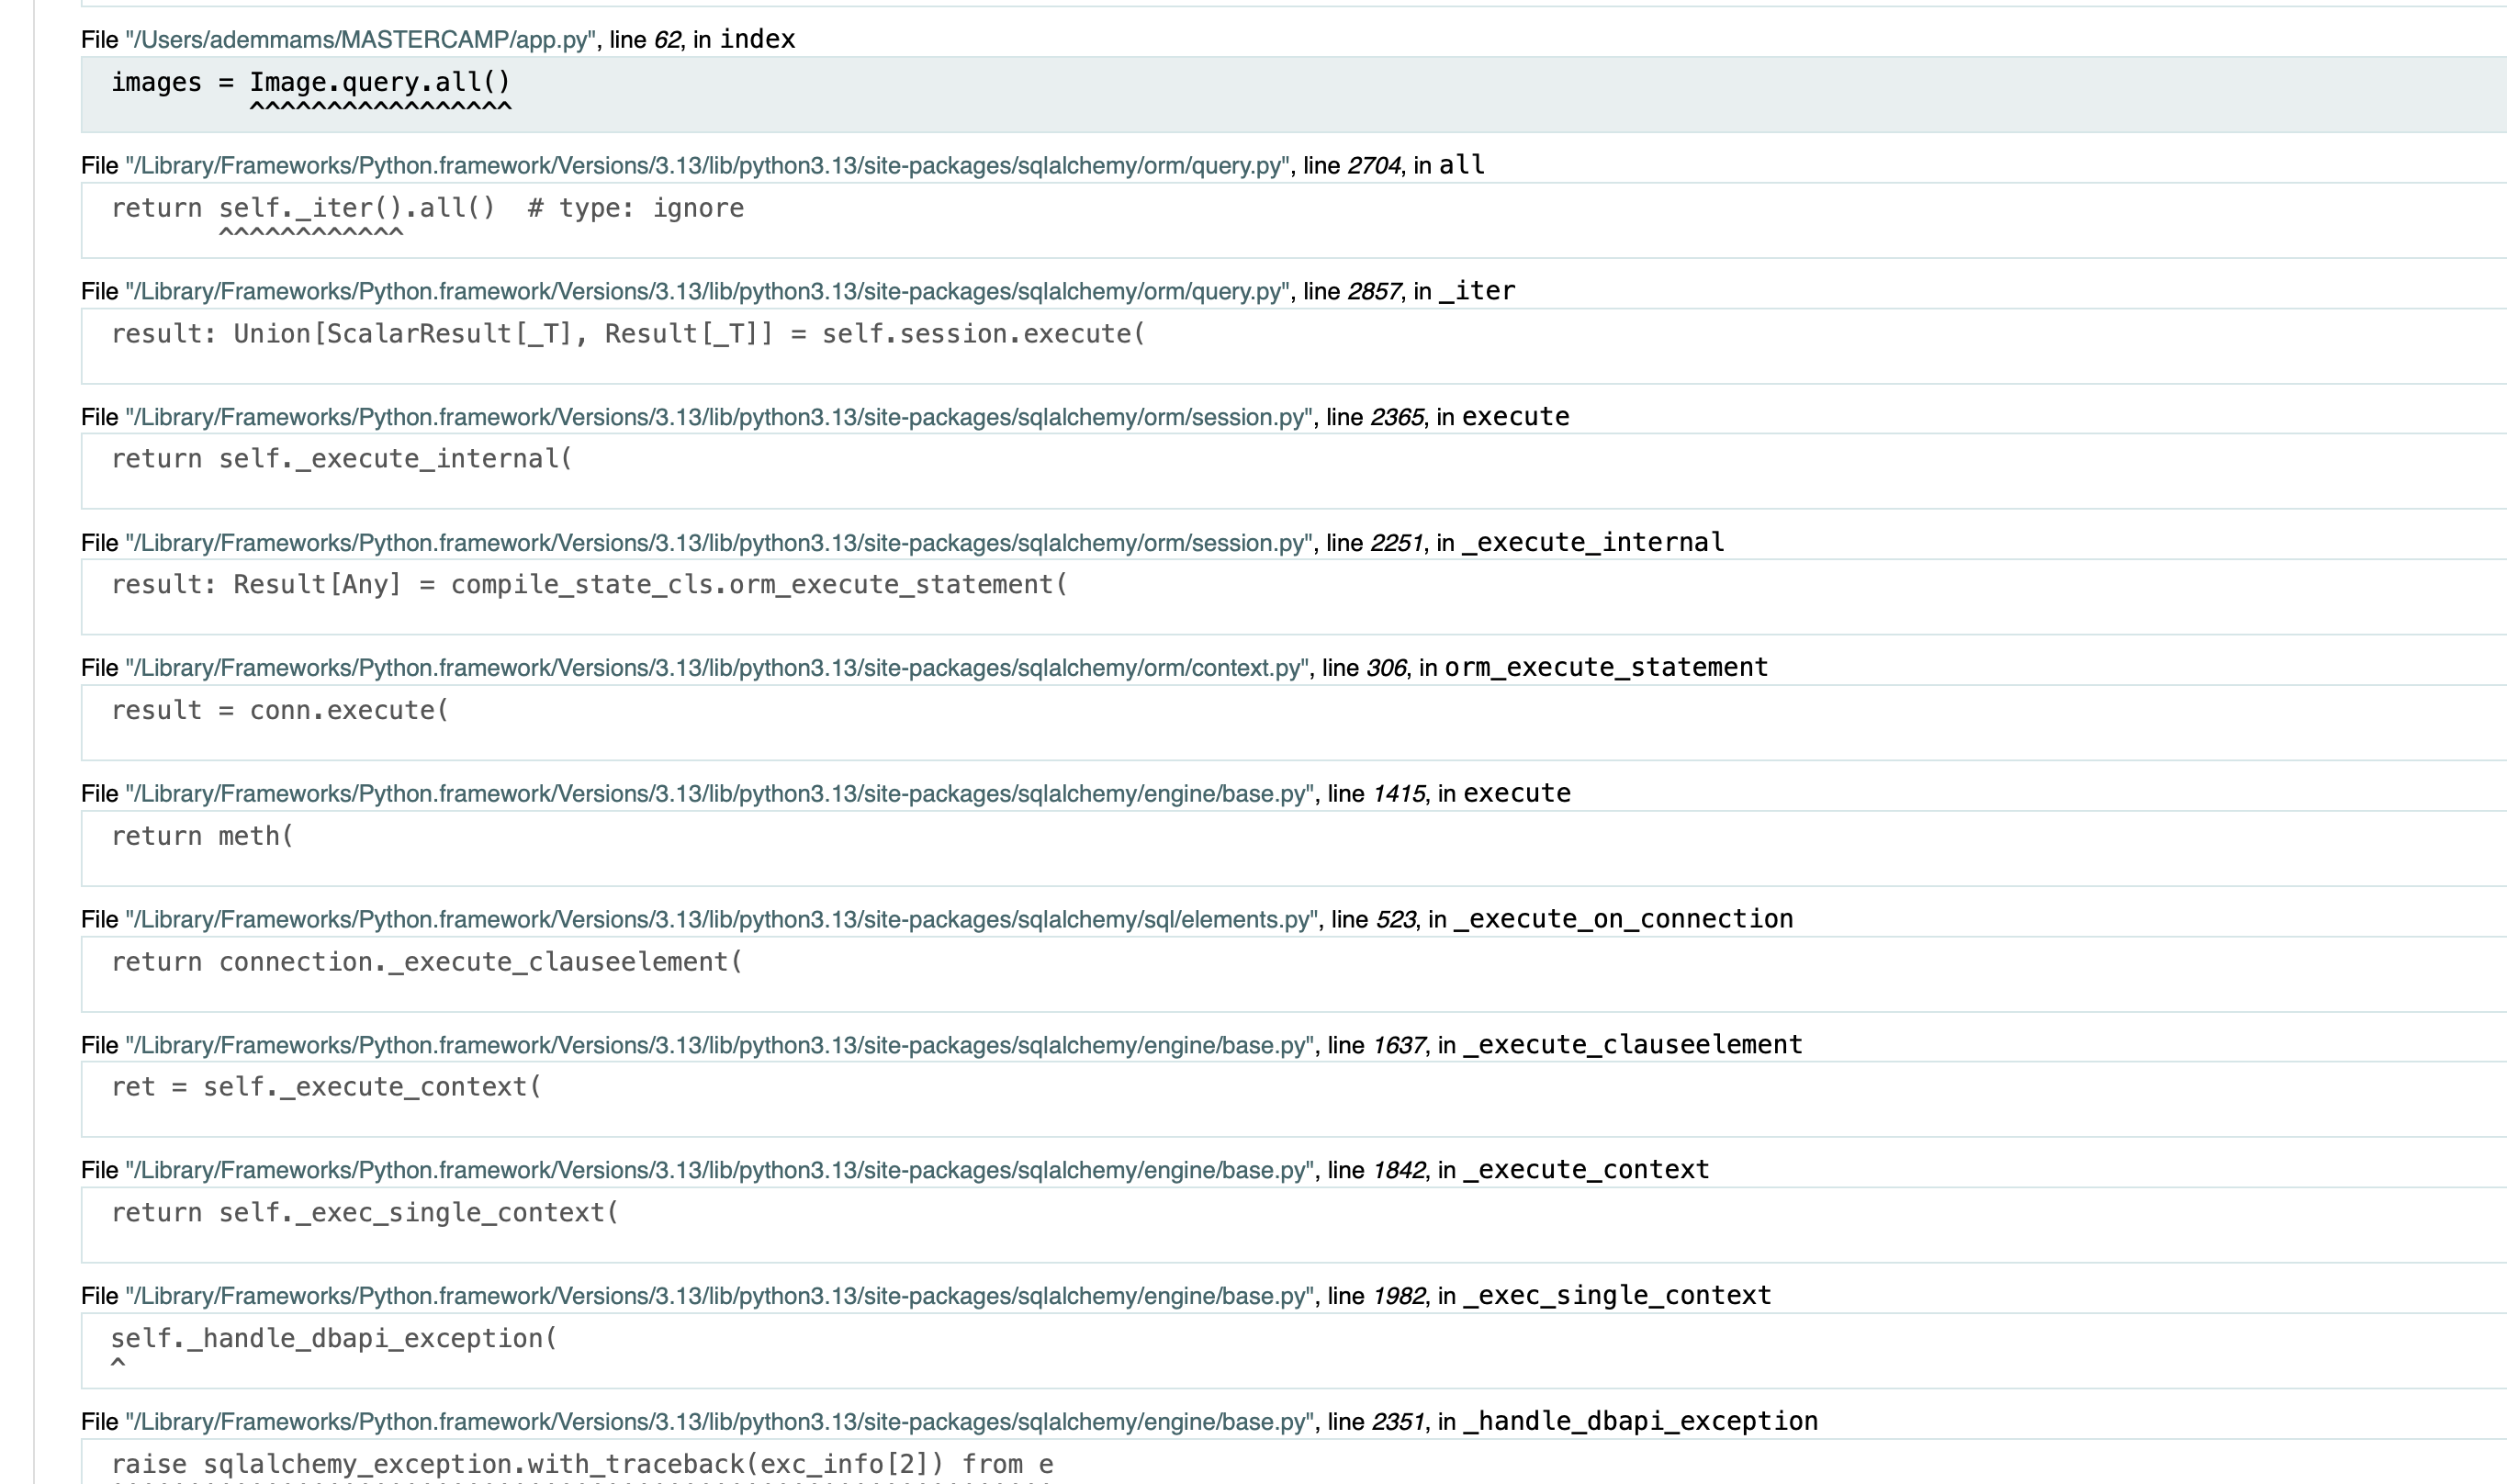 File "/Users/ademmams/MASTERCAMP/app.py", line 62, in index
images = Image.query.all()
^^^^^^^^^^^^^^^^^
File "/Library/Frameworks/Python.framework/Versions/3.13/lib/python3.13/site-packages/sqlalchemy/orm/query.py", line 2704, in all
return self._iter().all()  # type: ignore
^^^^^^^^^^^^
File "/Library/Frameworks/Python.framework/Versions/3.13/lib/python3.13/site-packages/sqlalchemy/orm/query.py", line 2857, in _iter
result: Union[ScalarResult[_T], Result[_T]] = self.session.execute(
File "/Library/Frameworks/Python.framework/Versions/3.13/lib/python3.13/site-packages/sqlalchemy/orm/session.py", line 2365, in execute
return self._execute_internal(
File "/Library/Frameworks/Python.framework/Versions/3.13/lib/python3.13/site-packages/sqlalchemy/orm/session.py", line 2251, in _execute_internal
result: Result[Any] = compile_state_cls.orm_execute_statement(
File "/Library/Frameworks/Python.framework/Versions/3.13/lib/python3.13/site-packages/sqlalchemy/orm/context.py", line 306, in orm_execute_statement
result = conn.execute(
File "/Library/Frameworks/Python.framework/Versions/3.13/lib/python3.13/site-packages/sqlalchemy/engine/base.py", line 1415, in execute
return meth(
File "/Library/Frameworks/Python.framework/Versions/3.13/lib/python3.13/site-packages/sqlalchemy/sql/elements.py", line 523, in _execute_on_connection
return connection._execute_clauseelement(
File "/Library/Frameworks/Python.framework/Versions/3.13/lib/python3.13/site-packages/sqlalchemy/engine/base.py", line 1637, in _execute_clauseelement
ret = self._execute_context(
File "/Library/Frameworks/Python.framework/Versions/3.13/lib/python3.13/site-packages/sqlalchemy/engine/base.py", line 1842, in _execute_context
return self._exec_single_context(
File "/Library/Frameworks/Python.framework/Versions/3.13/lib/python3.13/site-packages/sqlalchemy/engine/base.py", line 1982, in _exec_single_context
self._handle_dbapi_exception(
^
File "/Library/Frameworks/Python.framework/Versions/3.13/lib/python3.13/site-packages/sqlalchemy/engine/base.py", line 2351, in _handle_dbapi_exception
raise sqlalchemy_exception.with_traceback(exc_info[2]) from e